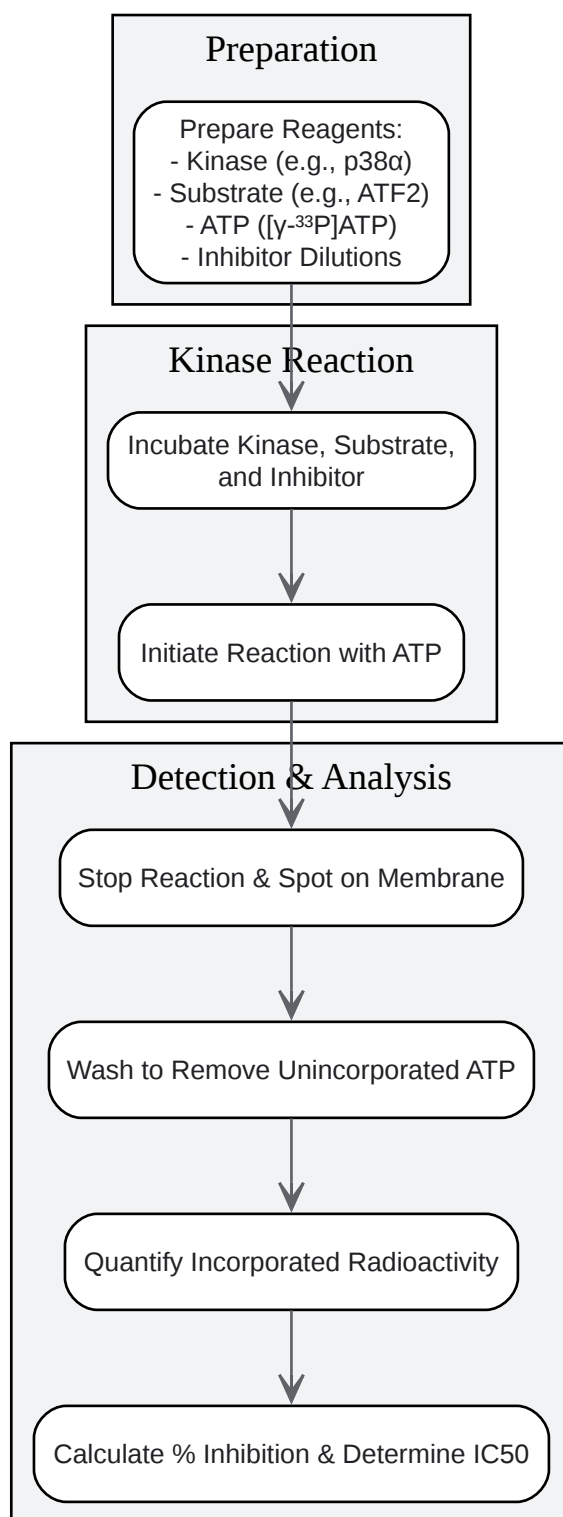 Preparation
Prepare Reagents:
- Kinase (e.g., p38α)
- Substrate (e.g., ATF2)
- ATP ([γ-³³P]ATP)
- Inhibitor Dilutions
Kinase Reaction
Incubate Kinase, Substrate,
and Inhibitor
Initiate Reaction with ATP
Detection & Analysis
Stop Reaction & Spot on Membrane
Wash to Remove Unincorporated ATP
Quantify Incorporated Radioactivity
Calculate % Inhibition & Determine IC50